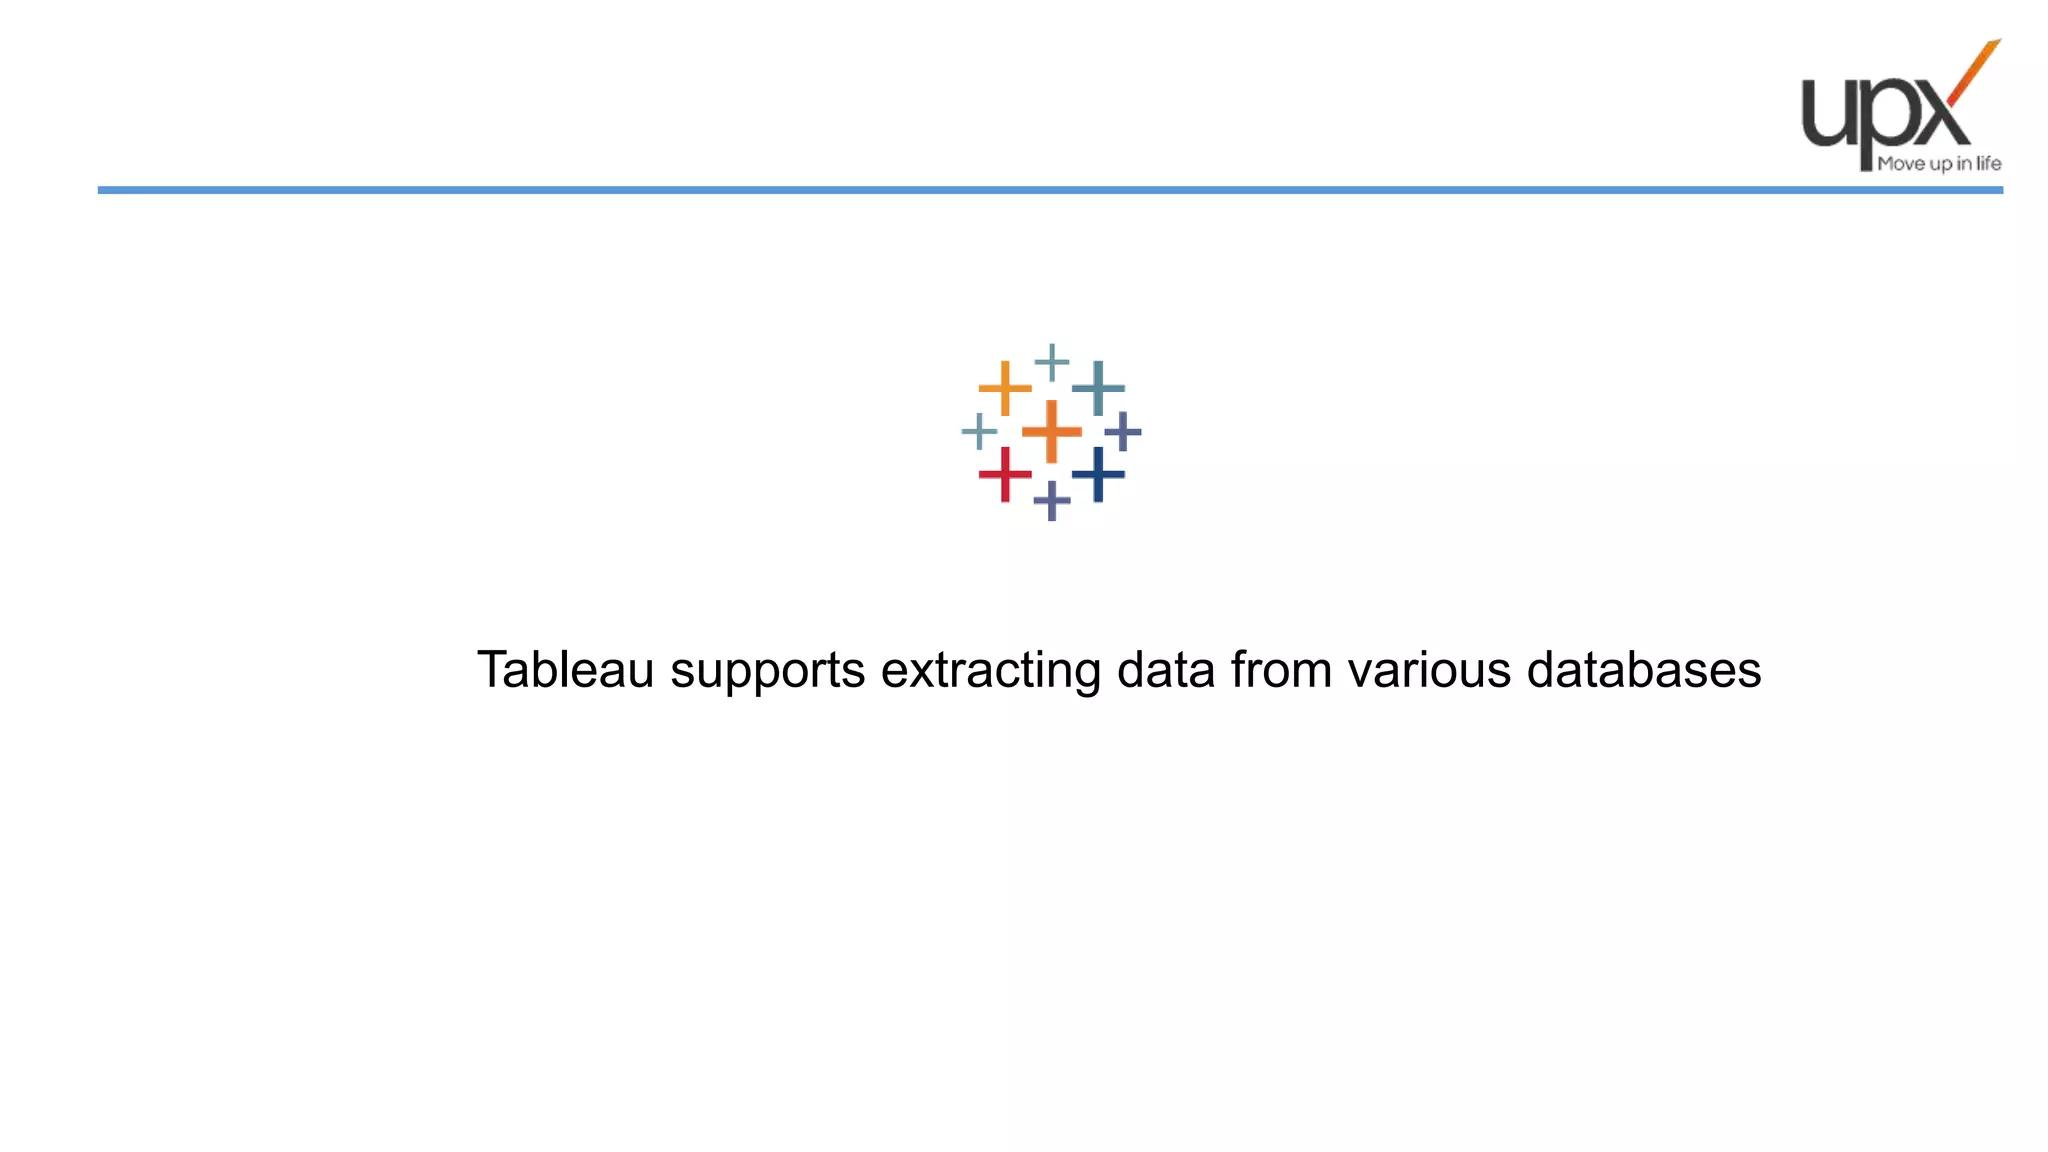 upx
Move up in life
Tableau supports extracting data from various databases